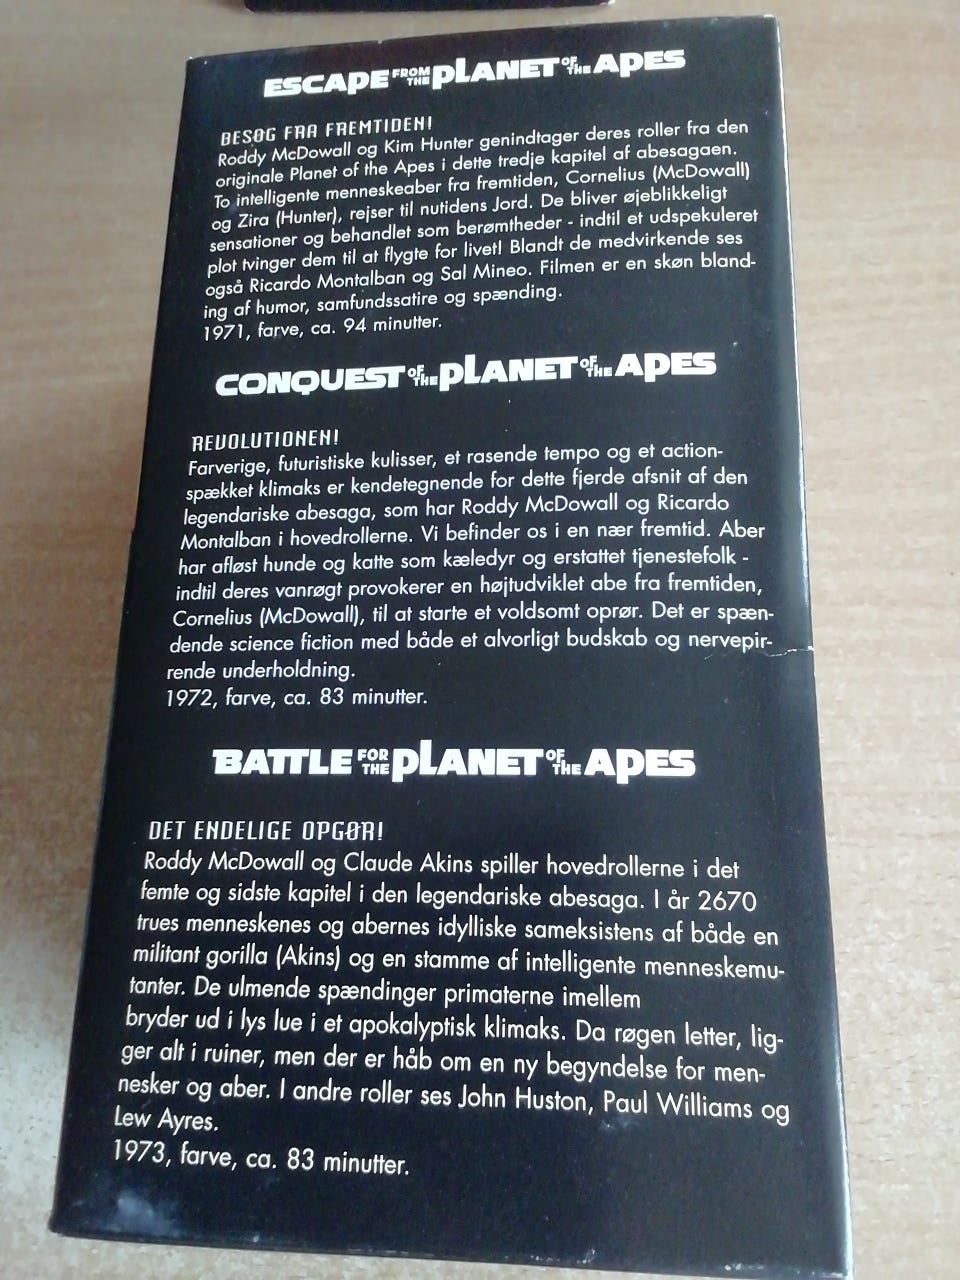 ESCAPE FROM THE PLANET OF THE APES
BESØG FRA FREMTIDEN!
Roddy McDowall og Kim Hunter genindtager deres roller fra den
originale Planet of the Apes i dette tredje kapitel af abesagaen.
To intelligente menneskeaber fra fremtiden, Cornelius (McDowall)
og Zira (Hunter), rejser til nutidens Jord. De bliver øjeblikkeligt
sensationer og behandlet som berømtheder - indtil et udspekuleret
plot tvinger dem til at flygte for livet! Blandt de medvirkende ses
også Ricardo Montalban og Sal Mineo. Filmen er en skøn bland-
ing af humor, samfundssatire og spænding.
1971, farve, ca. 94 minutter.
CONQUEST OF THE PLANET OF THE APES
REVOLUTIONEN!
Farverige, futuristiske kulisser, et rasende tempo og et action-
spækket klimaks er kendetegnende for dette fjerde afsnit af den
legendariske abesaga, som har Roddy McDowall og Ricardo
Montalban i hovedrollerne. Vi befinder os i en nær fremtid. Aber
har afløst hunde og katte som kæledyr og erstattet tjenestefolk -
indtil deres vanrøgt provokerer en højtudviklet abe fra fremtiden,
Cornelius (McDowall), til at starte et voldsomt oprør. Det er spæn-
dende science fiction med både et alvorligt budskab og nervepir-
rende underholdning.
1972, farve, ca. 83 minutter.
BATTLE FOR THE PLANET OF THE APES
DET ENDELIGE OPGØR!
Roddy McDowall og Claude Akins spiller hovedrollerne i det
femte og sidste kapitel i den legendariske abesaga. I år 2670
trues menneskenes og abernes idylliske sameksistens af både en
militant gorilla (Akins) og en stamme af intelligente menneskemu-
tanter. De ulmende spændinger primaterne imellem
bryder ud i lys lue i et apokalyptisk klimaks. Da røgen letter, lig-
ger alt i ruiner, men der er håb om en ny begyndelse for men-
nesker og aber. I andre roller ses John Huston, Paul Williams og
Lew Ayres.
1973, farve, ca. 83 minutter.